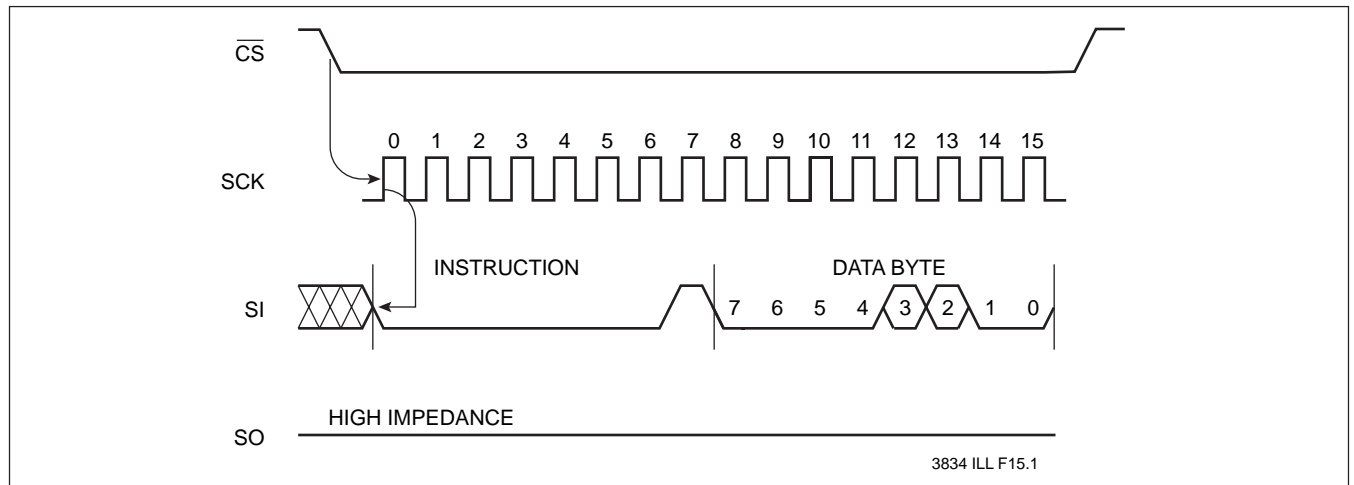 CS
0 1 2 3 4 5 6 7 8 9 10 11 12 13 14 15
SCK
INSTRUCTION DATA BYTE
SI 7 6 5 4 3 2 1 0
HIGH IMPEDANCE
SO
3834 ILL F15.1